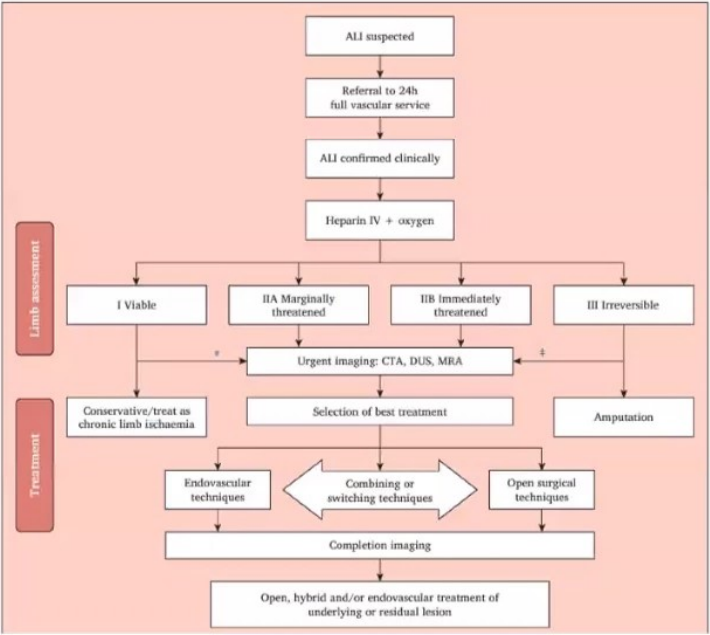 ALI suspected
Referral to 24h
full vascular service
ALI confirmed clinically
Heparin IV + oxygen
Limb assesment
I Viable
IIA Marginally
threatened
IIB Immediately
threatened
III Irreversible
*
Urgent imaging: CTA, DUS, MRA
‡
Conservative/treat as
chronic limb ischaemia
Selection of best treatment
Amputation
Treatment
Endovascular
techniques
Combining or
switching techniques
Open surgical
techniques
Completion imaging
Open, hybrid and/or endovascular treatment of
underlying or residual lesion